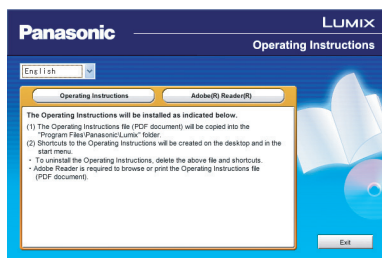 Panasonic
LUMIX
Operating Instructions
English
Operating Instructions
Adobe(R) Reader(R)
The Operating Instructions will be installed as indicated below.
(1) The Operating Instructions file (PDF document) will be copied into the
"Program Files\Panasonic\Lumix" folder.
(2) Shortcuts to the Operating Instructions will be created on the desktop and in the
start menu.
・ To uninstall the Operating Instructions, delete the above file and shortcuts.
・ Adobe Reader is required to browse or print the Operating Instructions file
(PDF document).
Exit